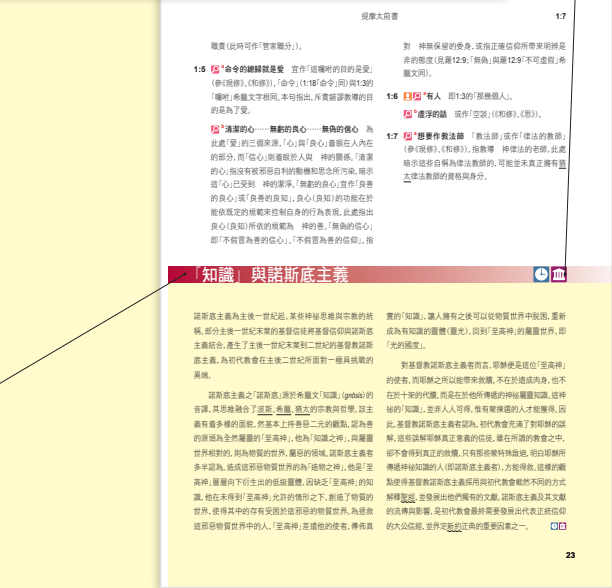 提摩太前書
1:7
職責（此時可作「管家職分」）。
1:5 a命令的總歸就是愛　宜作「這囑咐的目的是愛」
（參《現修》、《和修》），「命令」（1:18「命令」同）與1:3的
「囑咐」希臘文字根同。本句指出，斥責錯謬教導的目
的是為了愛。
b清潔的心……無虧的良心……無偽的信心　為
此處「愛」的三個來源，「心」與「良心」着眼在人內在
的部分，而「信心」則着眼於人與　神的關係。「清潔
的心」指沒有被邪惡自利的動機和思念所污染，暗示
這「心」已受到　神的潔淨。「無虧的良心」宜作「良善
的良心」或「良善的良知」。良心（良知）的功能在於
能依既定的規範來控制自身的行為表現，此處指出
良心（良知）所依的規範為　神的善。「無偽的信心」
即「不假冒為善的信心」、「不假冒為善的信仰」，指
對　神無保留的委身，或指正確信仰所帶來明辨是
非的態度（見羅12:9；「無偽」與羅12:9「不可虛假」希
臘文同）。
1:6 a有人　即1:3的「那幾個人」。
b虛浮的話　或作「空談」（《和修》、《思》）。
1:7 a想要作教法師　「教法師」或作「律法的教師」
（參《現修》、《和修》），指教導　神律法的老師。此處
暗示這些自稱為律法教師的，可能並未真正擁有猶
太律法教師的資格與身分。
「知識」與諾斯底主義
諾斯底主義為主後一世紀起，某些神祕思維與宗教的統
稱，部分主後一世紀末葉的基督信徒將基督信仰與諾斯底
主義結合，產生了主後一世紀末葉到二世紀的基督教諾斯
底主義，為初代教會在主後二世紀所面對一極具挑戰的
異端。
諾斯底主義之「諾斯底」源於希臘文「知識」(gnōsis)的
音譯，其思維融合了波斯、希臘、猶太的宗教與哲學，該主
義有着多樣的面貌，然基本上持善惡二元的觀點，認為善
的源頭為全然屬靈的「至高神」，他為「知識之神」，與屬靈
世界相對的，則為物質的世界，屬惡的領域，諾斯底主義者
多半認為，造成這邪惡物質世界的為「造物之神」，他是「至
高神」層層向下衍生出的低級靈體，因缺乏「至高神」的知
識，他在未得到「至高神」允許的情形之下，創造了物質的
世界，使得其中的存有受困於這邪惡的物質世界，為拯救
這邪惡物質世界中的人，「至高神」差遣他的使者，傳佈真
實的「知識」，讓人擁有之後可以從物質世界中脫困，重新
成為有知識的靈體（靈光），回到「至高神」的屬靈世界，即
「光的國度」。
對基督教諾斯底主義者而言，耶穌便是這位「至高神」
的使者，而耶穌之所以能帶來救贖，不在於道成肉身，也不
在於十架的代贖，而是在於他所傳遞的神祕屬靈知識，這神
祕的「知識」，並非人人可得，惟有蒙揀選的人才能獲得，因
此，基督教諾斯底主義者認為，初代教會充滿了對耶穌的誤
解，這些誤解耶穌真正意義的信徒，雖在所謂的教會之中，
卻不會得到真正的救贖，只有那些蒙特殊啟迪，明白耶穌所
傳遞神祕知識的人（即諾斯底主義者），方能得救，這樣的觀
點使得基督教諾斯底主義採用與初代教會截然不同的方式
解釋聖經，並發展出他們獨有的文獻，諾斯底主義及其文獻
的流傳與影響，是初代教會最終需要發展出代表正統信仰
的大公信經，並界定新約正典的重要因素之一。
23